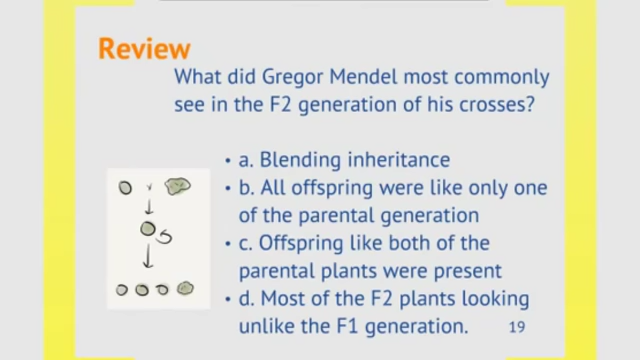 Review
What did Gregor Mendel most commonly
see in the F2 generation of his crosses?
• a. Blending inheritance
• b. All offspring were like only one
of the parental generation
• c. Offspring like both of the
parental plants were present
• d. Most of the F2 plants looking
unlike the F1 generation.
19